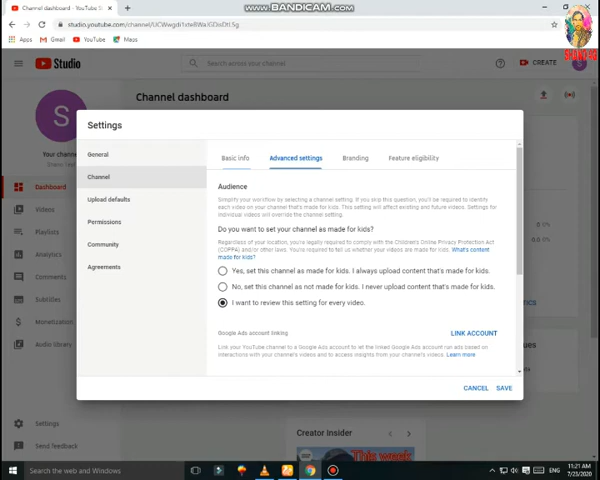 www.BANDICAM.com
Channel dashboard - YouTube St
studio.youtube.com/channel/
Apps Gmail YouTube Maps
Studio
Search across your channel
CREATE
S
Channel dashboard
S
Your channel
Dashboard
Videos
Playlists
Analytics
Comments
Subtitles
Monetization
Audio library
Settings
Send feedback
Settings
General
Channel
Upload defaults
Permissions
Community
Agreements
Basic info
Advanced settings
Branding
Feature eligibility
Audience
Simplify your workflow by selecting a channel setting. If you skip this question, you'll be required to identify
each video on your channel that's made for kids. This setting will affect existing and future videos. Settings for
individual videos will override the channel setting.
Do you want to set your channel as made for kids?
Regardless of your location, you're legally required to comply with the Children's Online Privacy Protection Act
(COPPA) and/or other laws. You're required to tell us whether your videos are made for kids. What's content
made for kids?
Yes, set this channel as made for kids. I always upload content that's made for kids.
No, set this channel as not made for kids. I never upload content that's made for kids.
I want to review this setting for every video.
Google Ads account linking
LINK ACCOUNT
Link your YouTube channel to a Google Ads account to let the linked Google Ads account run ads based on
interactions with your channel's videos and to access insights from your channel's videos. Learn more
CANCEL SAVE
Creator Insider
This week
Search the web and Windows
ENG
11:21 AM
7/23/2020